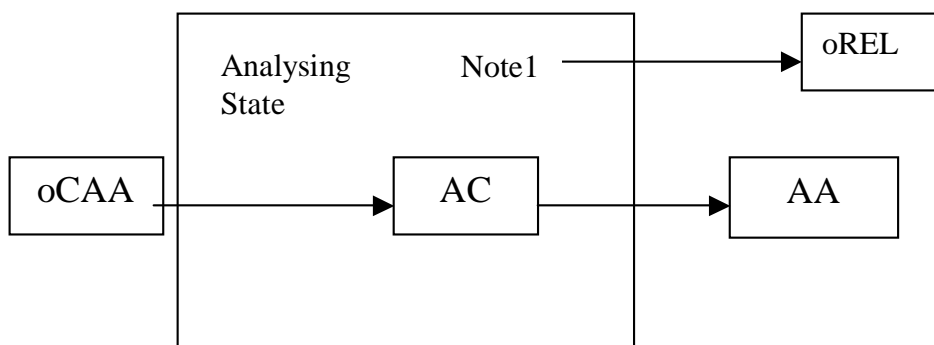 oREL
Analysing
State
Note1
oCAA
AC
AA